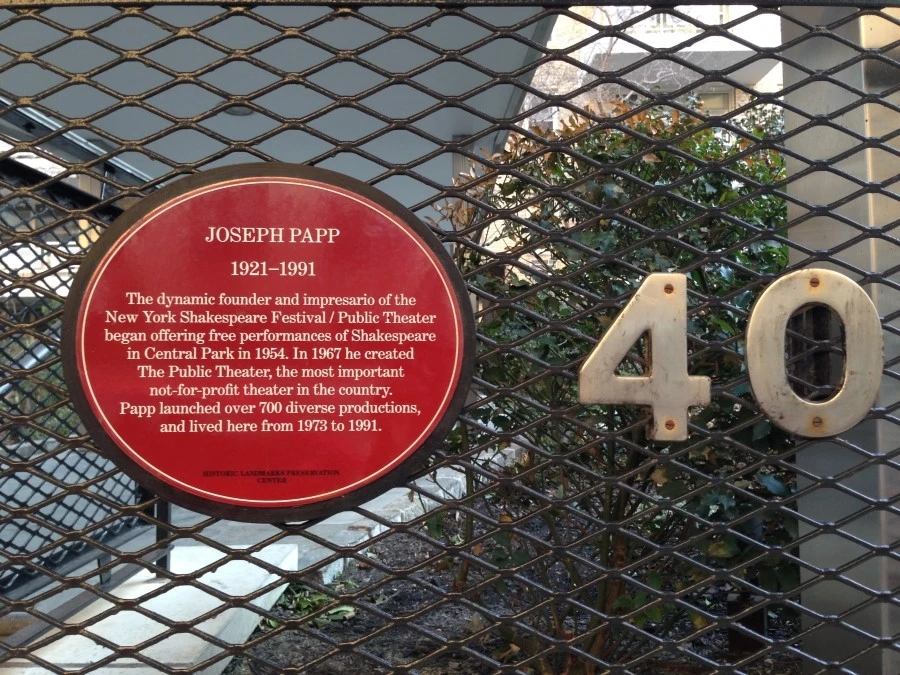 JOSEPH PAPP
1921–1991
The dynamic founder and impresario of the
New York Shakespeare Festival / Public Theater
began offering free performances of Shakespeare
in Central Park in 1954. In 1967 he created
The Public Theater, the most important
not-for-profit theater in the country.
Papp launched over 700 diverse productions,
and lived here from 1973 to 1991.
HISTORIC LANDMARKS PRESERVATION
CENTER
40